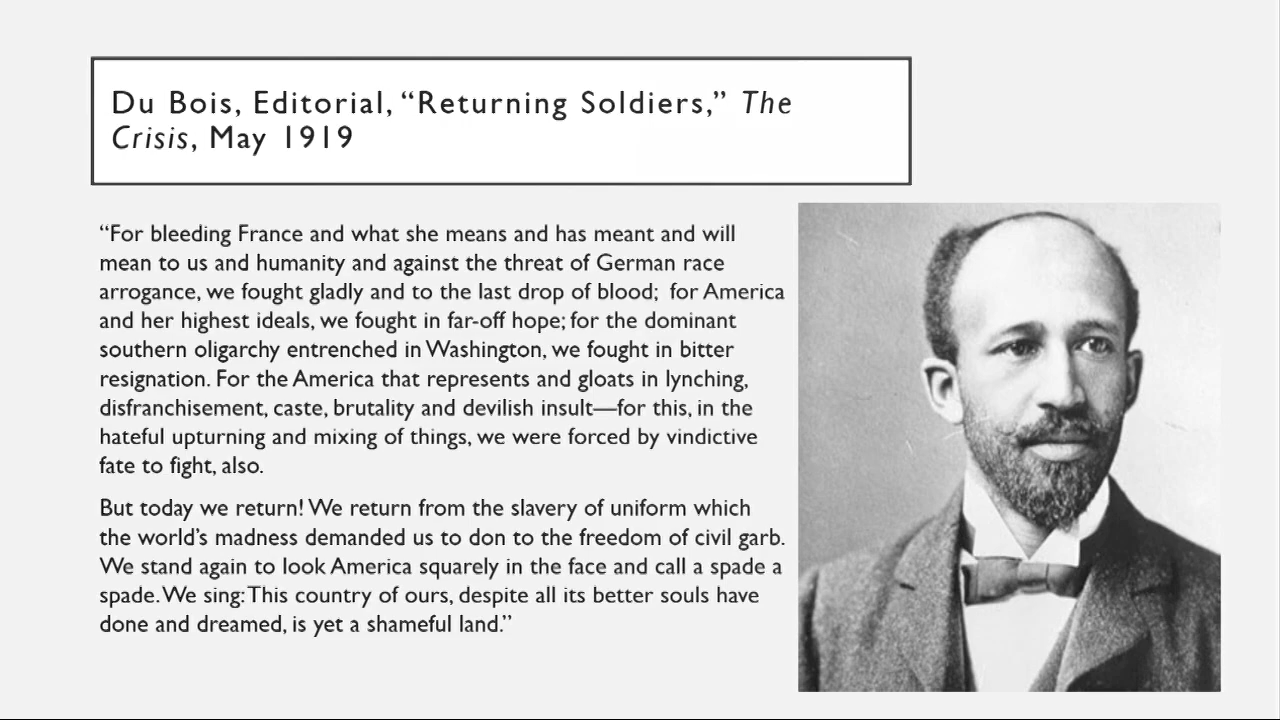 Du Bois, Editorial, “Returning Soldiers,” The
Crisis, May 1919
“For bleeding France and what she means and has meant and will
mean to us and humanity and against the threat of German race
arrogance, we fought gladly and to the last drop of blood;  for America
and her highest ideals, we fought in far-off hope; for the dominant
southern oligarchy entrenched in Washington, we fought in bitter
resignation. For the America that represents and gloats in lynching,
disfranchisement, caste, brutality and devilish insult—for this, in the
hateful upturning and mixing of things, we were forced by vindictive
fate to fight, also.
But today we return! We return from the slavery of uniform which
the world’s madness demanded us to don to the freedom of civil garb.
We stand again to look America squarely in the face and call a spade a
spade. We sing: This country of ours, despite all its better souls have
done and dreamed, is yet a shameful land.”